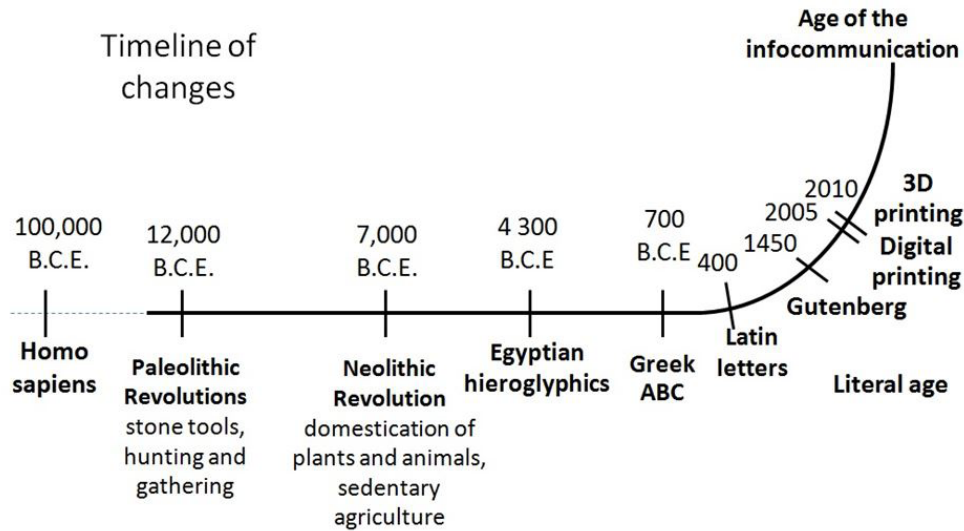 Timeline of
changes
Age of the
infocommunication
100,000
B.C.E.
Homo
sapiens
12,000
B.C.E.
Paleolithic
Revolutions
stone tools,
hunting and
gathering
7,000
B.C.E.
Neolithic
Revolution
domestication of
plants and animals,
sedentary
agriculture
4 300
B.C.E
Egyptian
hieroglyphics
700
B.C.E
Greek
ABC
400
Latin
letters
1450
Gutenberg
2005
Digital
printing
2010
3D
printing
Literal age